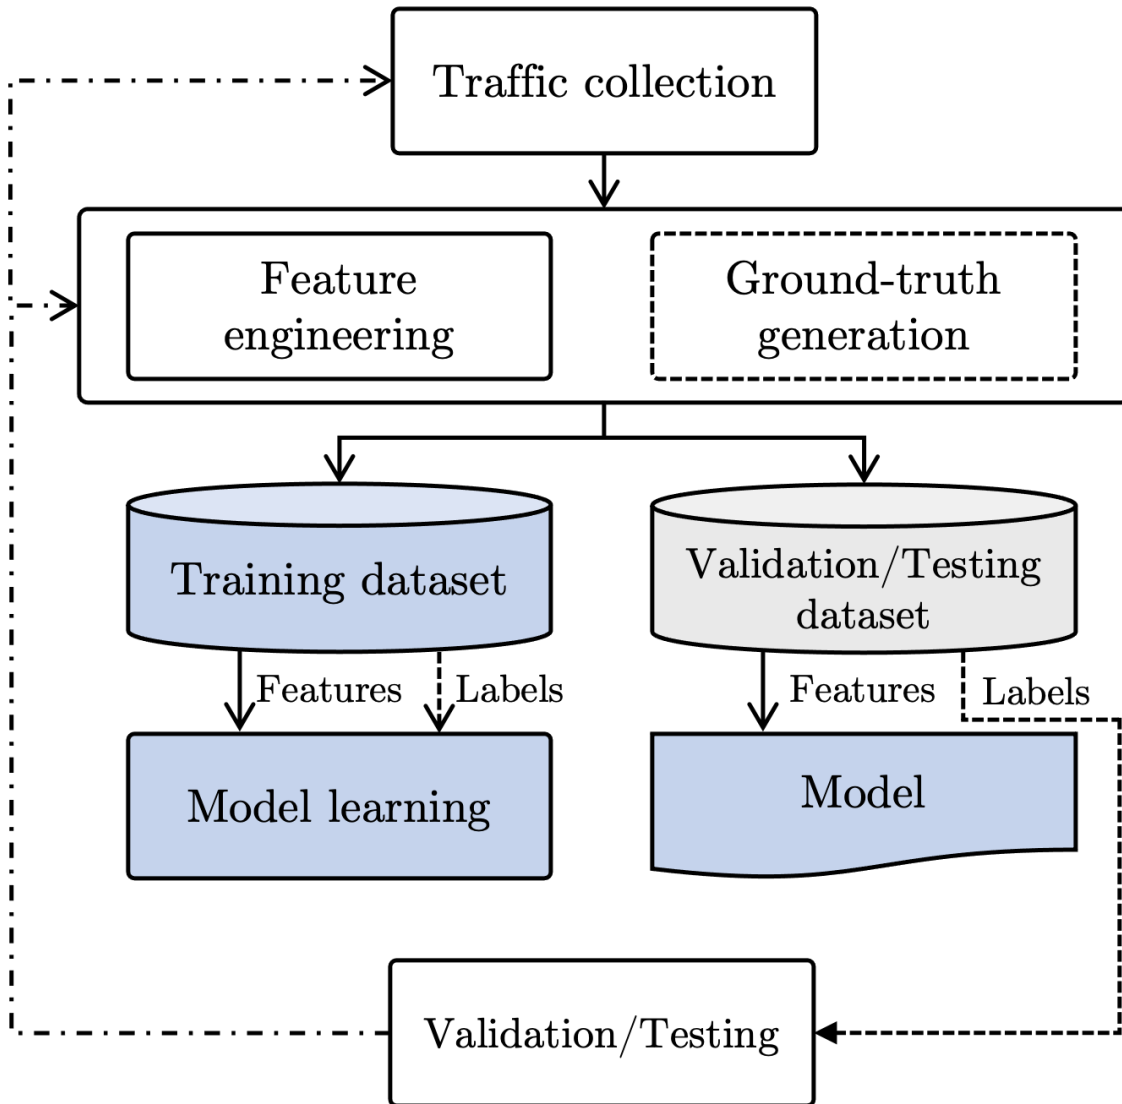 Traffic collection
Feature
engineering
Ground-truth
generation
Training dataset
Validation/Testing
dataset
Features
Labels
Features
Labels
Model learning
Model
Validation/Testing